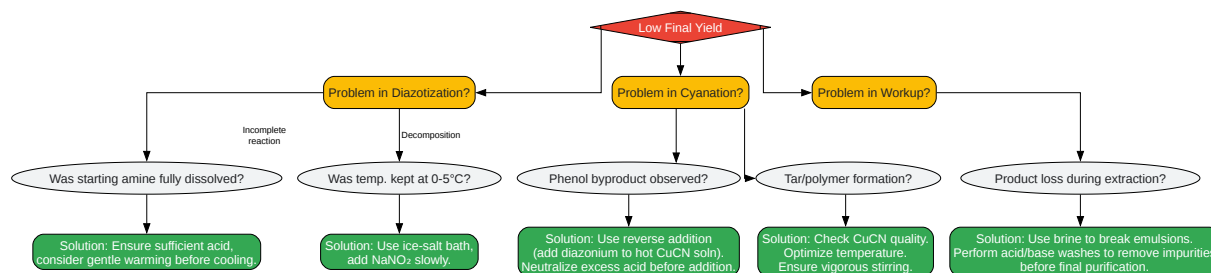 Low Final Yield
Problem in Diazotization?
Problem in Cyanation?
Problem in Workup?
Incomplete
reaction
Decomposition
Was starting amine fully dissolved?
Was temp. kept at 0-5°C?
Phenol byproduct observed?
Tar/polymer formation?
Product loss during extraction?
Solution: Ensure sufficient acid,
consider gentle warming before cooling.
Solution: Use ice-salt bath,
add NaNO₂ slowly.
Solution: Use reverse addition
(add diazonium to hot CuCN soln).
Neutralize excess acid before addition.
Solution: Check CuCN quality.
Optimize temperature.
Ensure vigorous stirring.
Solution: Use brine to break emulsions.
Perform acid/base washes to remove impurities
before final purification.